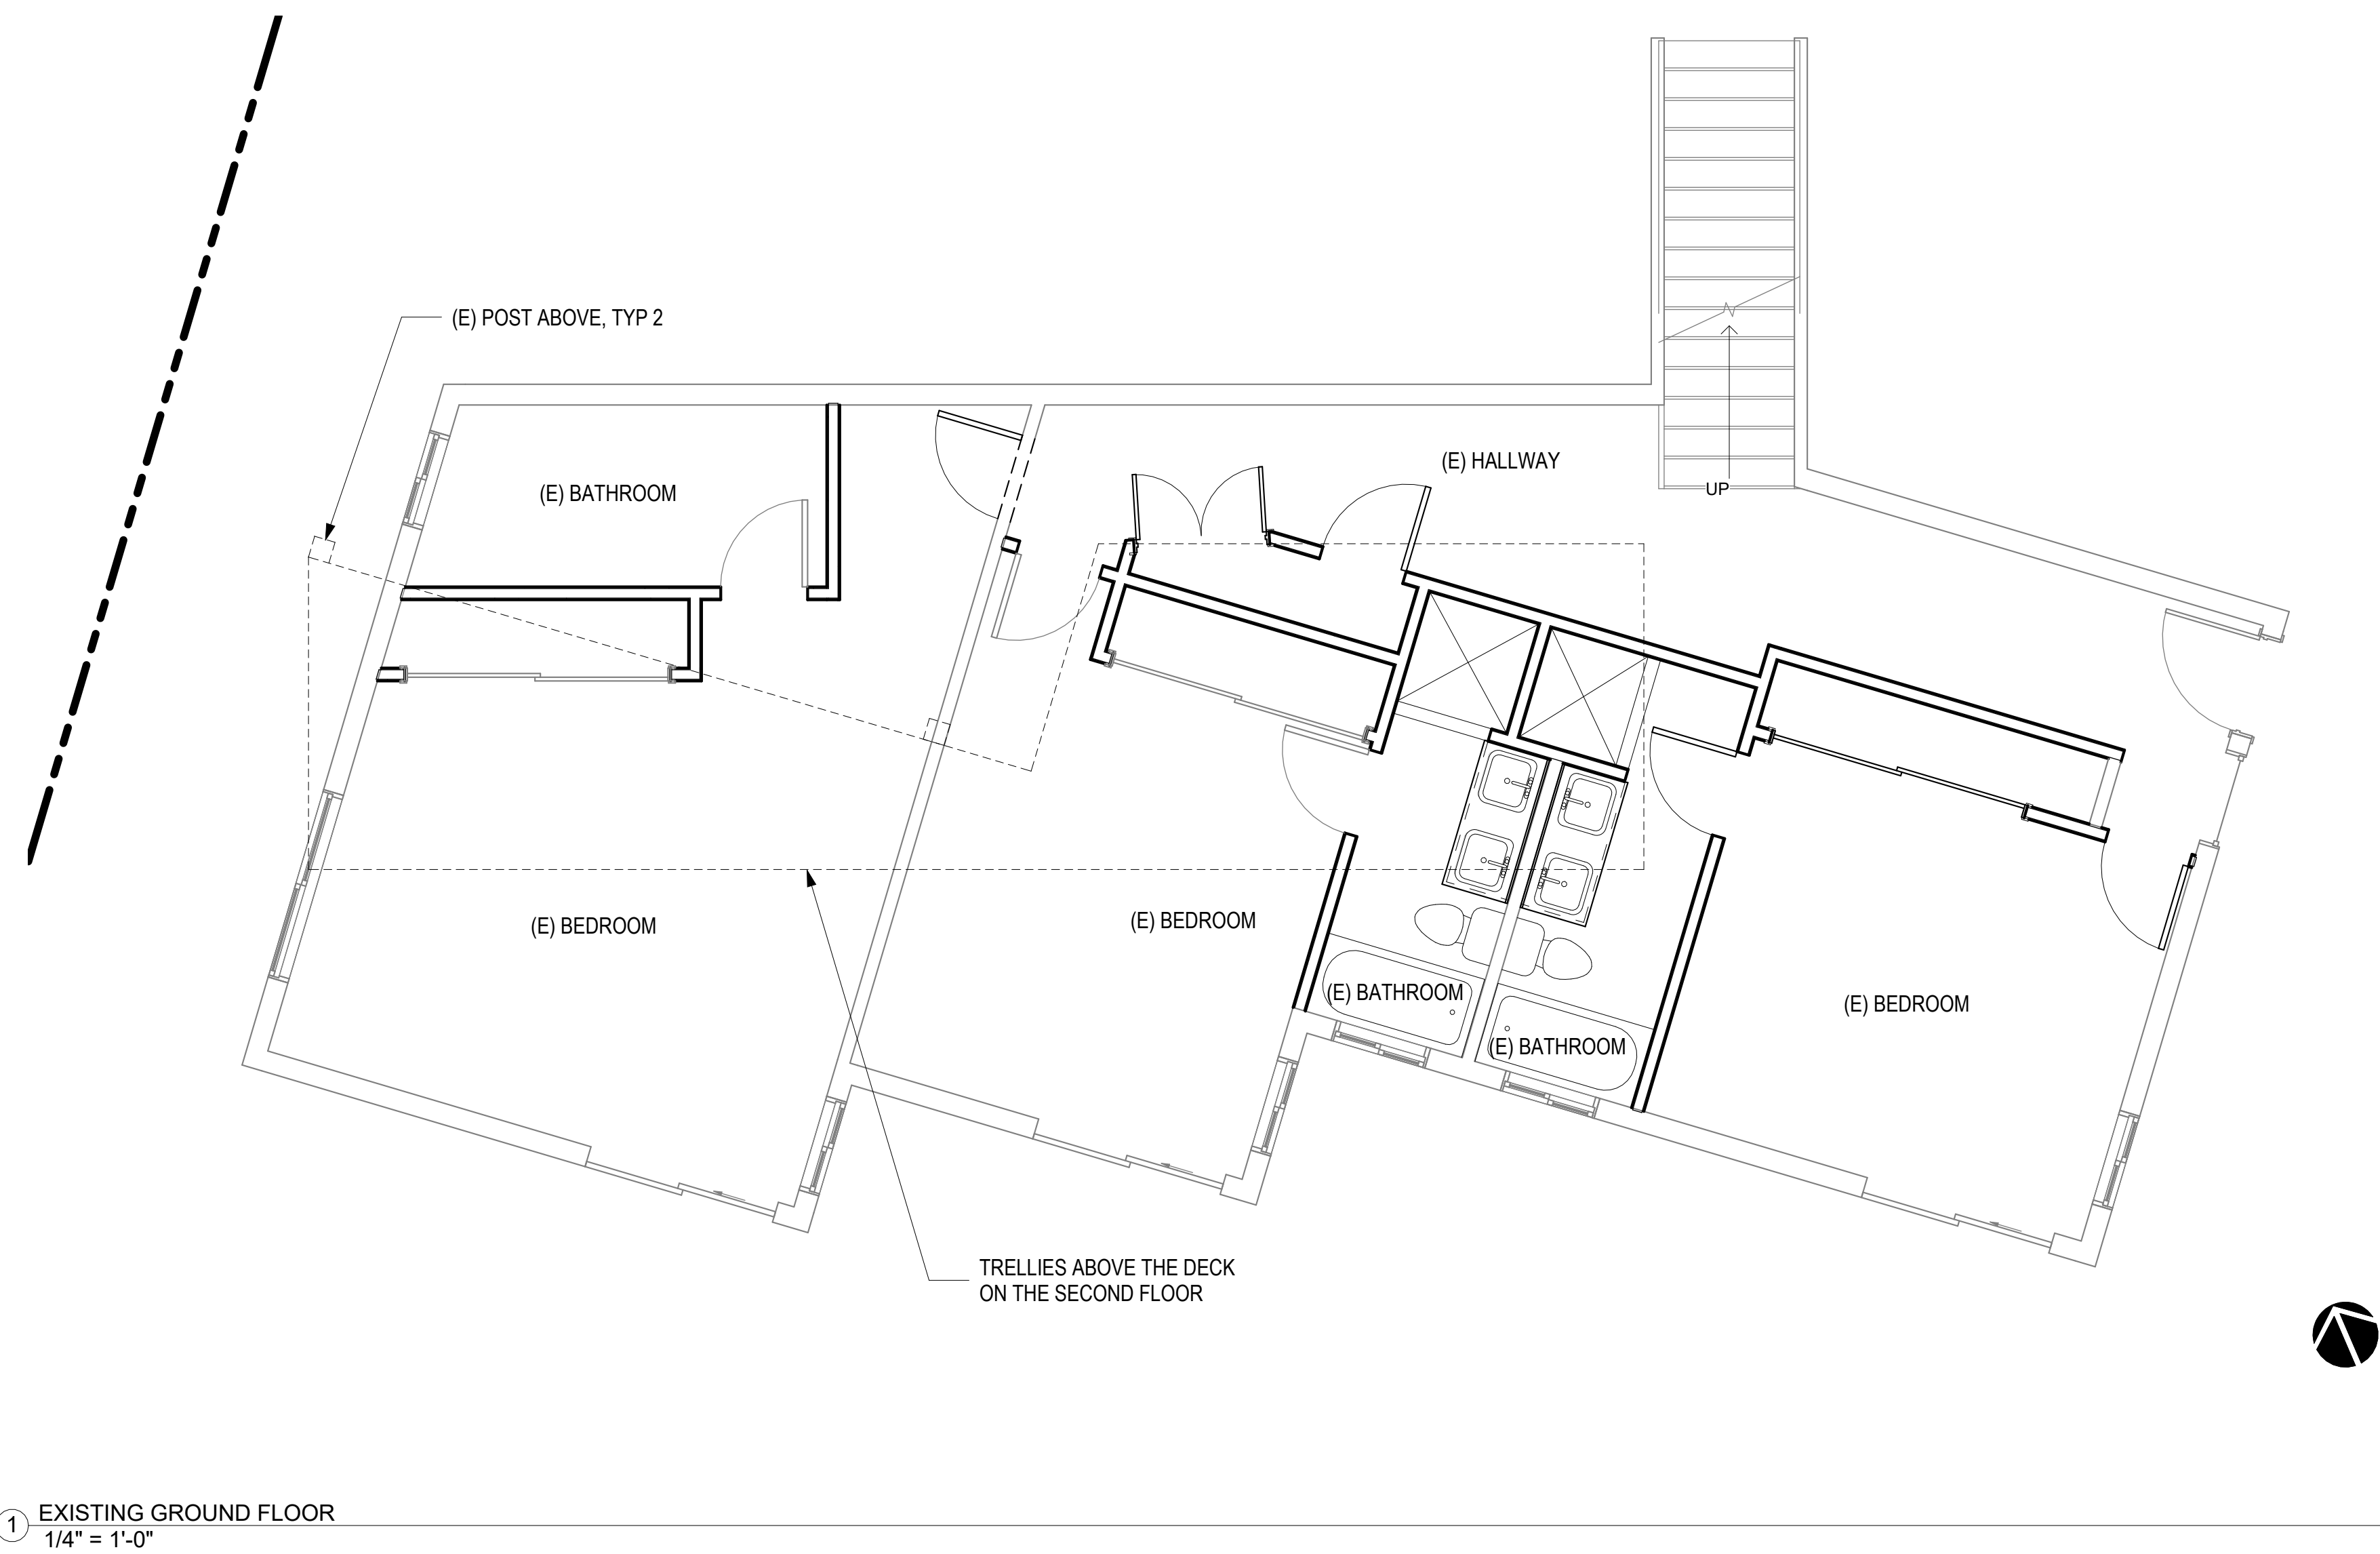 (E) POST ABOVE, TYP 2
(E) HALLWAY
UP
(E) BATHROOM
(E) BEDROOM
(E) BEDROOM
(E) BATHROOM
(E) BEDROOM
(E) BATHROOM
TRELLIES ABOVE THE DECK
ON THE SECOND FLOOR
1
EXISTING GROUND FLOOR
1/4" = 1'-0"